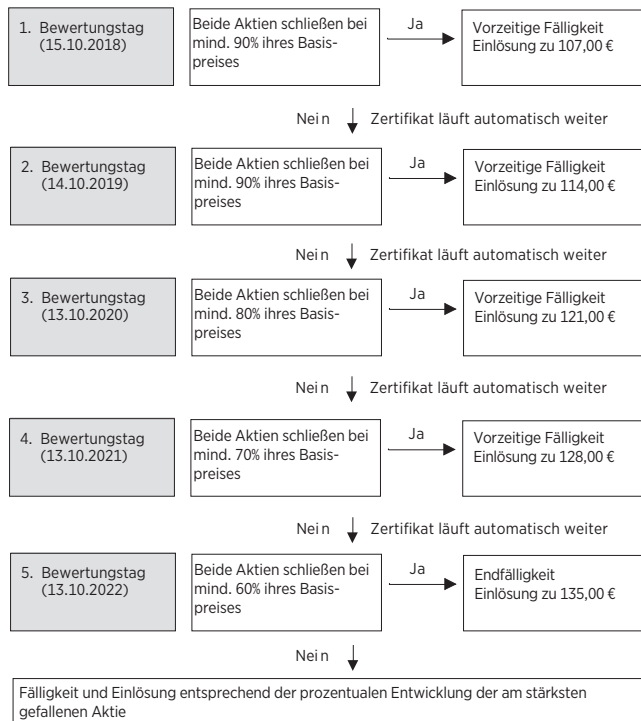 1. Bewertungstag
(15.10.2018)
Beide Aktien schließen bei
mind. 90% ihres Basis-
preises
Ja
Vorzeitige Fälligkeit
Einlösung zu 107,00 €
Nein
Zertifikat läuft automatisch weiter
2. Bewertungstag
(14.10.2019)
Beide Aktien schließen bei
mind. 90% ihres Basis-
preises
Ja
Vorzeitige Fälligkeit
Einlösung zu 114,00 €
Nein
Zertifikat läuft automatisch weiter
3. Bewertungstag
(13.10.2020)
Beide Aktien schließen bei
mind. 80% ihres Basis-
preises
Ja
Vorzeitige Fälligkeit
Einlösung zu 121,00 €
Nein
Zertifikat läuft automatisch weiter
4. Bewertungstag
(13.10.2021)
Beide Aktien schließen bei
mind. 70% ihres Basis-
preises
Ja
Vorzeitige Fälligkeit
Einlösung zu 128,00 €
Nein
Zertifikat läuft automatisch weiter
5. Bewertungstag
(13.10.2022)
Beide Aktien schließen bei
mind. 60% ihres Basis-
preises
Ja
Endfälligkeit
Einlösung zu 135,00 €
Nein
Fälligkeit und Einlösung entsprechend der prozentualen Entwicklung der am stärksten
gefallenen Aktie